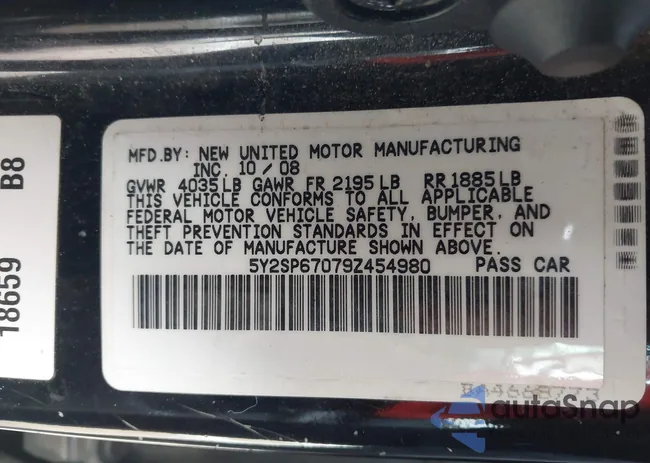 MFD.BY: NEW UNITED MOTOR MANUFACTURING
INC. 10 / 08
GVWR 4035 LB GAWR FR 2195 LB RR 1885 LB
THIS VEHICLE CONFORMS TO ALL APPLICABLE
FEDERAL MOTOR VEHICLE SAFETY, BUMPER, AND
THEFT PREVENTION STANDARDS IN EFFECT ON
THE DATE OF MANUFACTURE SHOWN ABOVE.
5Y2SP67079Z454980 PASS CAR
18659 B8
autoSnap